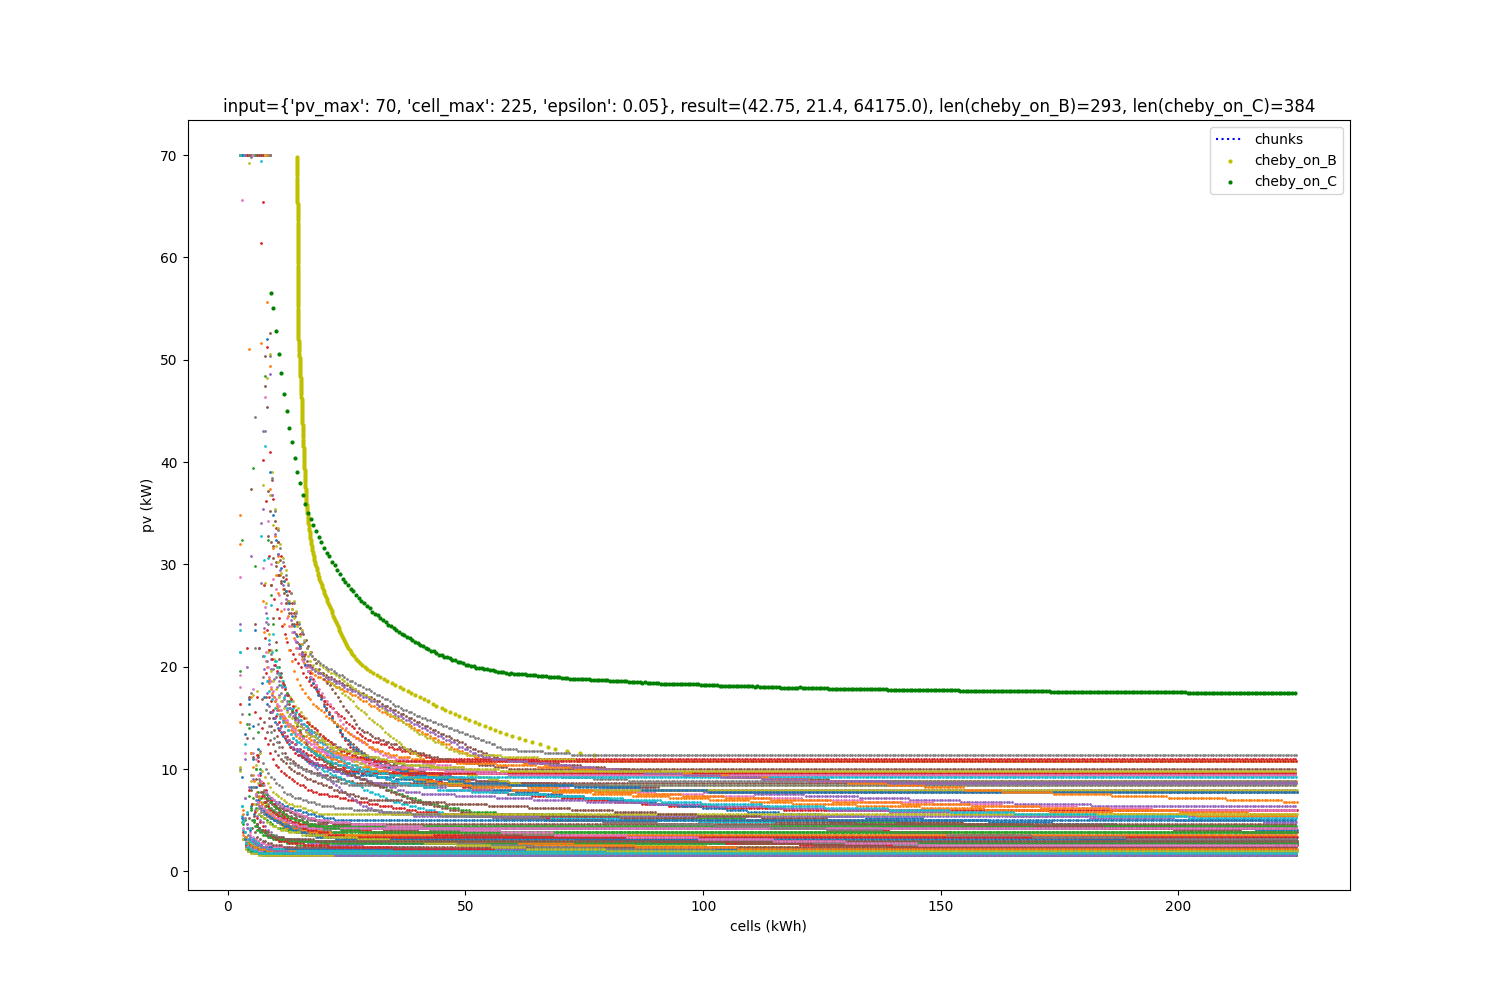 input={'pv_max': 70, 'cell_max': 225, 'epsilon': 0.05}, result=(42.75, 21.4, 64175.0), len(cheby_on_B)=293, len(cheby_on_C)=384
chunks
cheby_on_B
cheby_on_C
70
60
50
40
30
20
10
0
pv (kW)
0 50 100 150 200
cells (kWh)